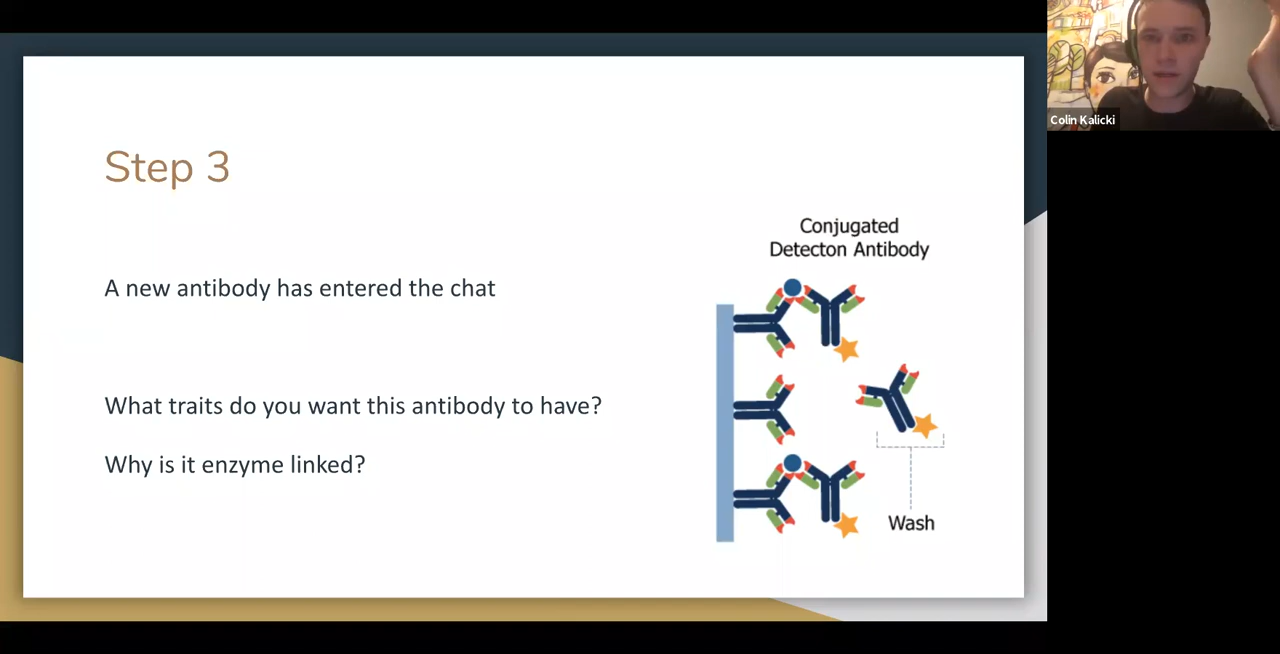 Step 3
A new antibody has entered the chat
What traits do you want this antibody to have?
Why is it enzyme linked?
Conjugated
Detecton Antibody
Wash
Colin Kalicki